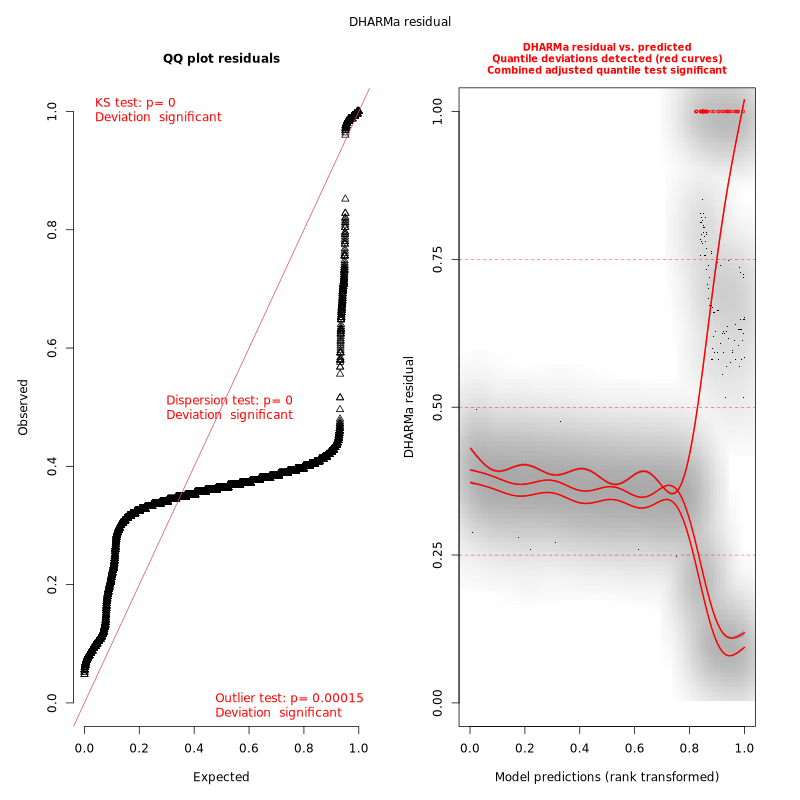 DHARMa residual
QQ plot residuals
KS test: p= 0
Deviation significant
Dispersion test: p= 0
Deviation significant
Outlier test: p= 0.00015
Deviation significant
Observed
0.0 0.2 0.4 0.6 0.8 1.0
0.0 0.2 0.4 0.6 0.8 1.0
Expected
DHARMa residual vs. predicted
Quantile deviations detected (red curves)
Combined adjusted quantile test significant
DHARMa residual
0.00 0.25 0.50 0.75 1.00
0.0 0.2 0.4 0.6 0.8 1.0
Model predictions (rank transformed)